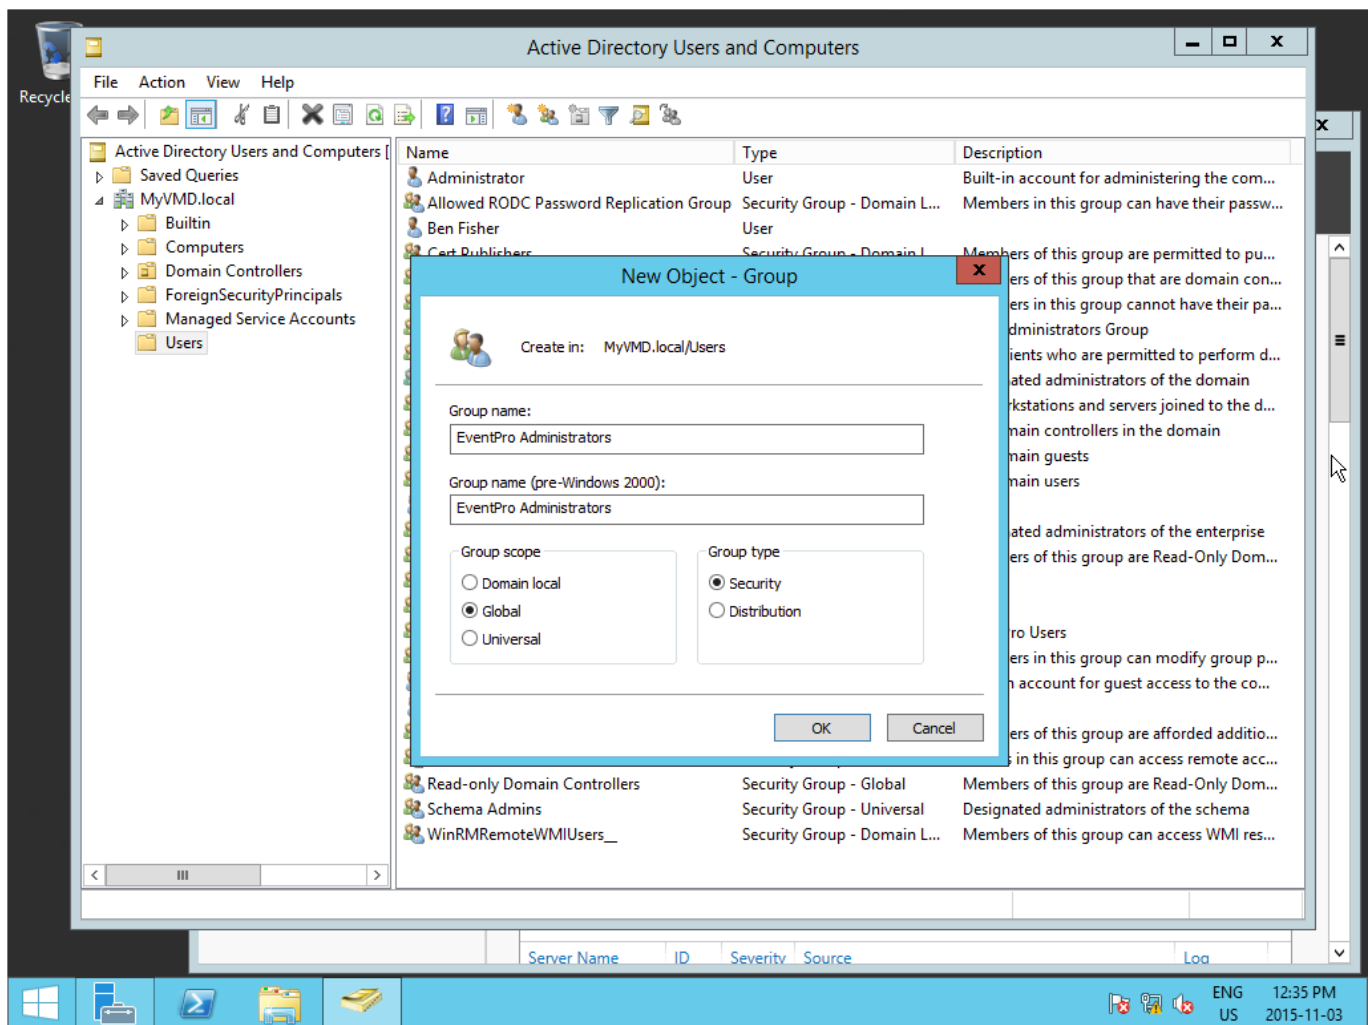 Recycle
Active Directory Users and Computers
File Action View Help
Active Directory Users and Computers [
Saved Queries
MyVMD.local
Builtin
Computers
Domain Controllers
ForeignSecurityPrincipals
Managed Service Accounts
Users
Name Type Description
Administrator User Built-in account for administering the com...
Allowed RODC Password Replication Group Security Group - Domain L... Members in this group can have their passw...
Ben Fisher User
Cert Publishers Security Group - Domain L... Members of this group are permitted to pu...
ers of this group that are domain con...
ers in this group cannot have their pa...
dministrators Group
ients who are permitted to perform d...
ated administrators of the domain
rkstations and servers joined to the d...
main controllers in the domain
main guests
main users
ated administrators of the enterprise
ers of this group are Read-Only Dom...
ro Users
ers in this group can modify group p...
account for guest access to the co...
ers of this group are afforded additio...
s in this group can access remote acc...
Read-only Domain Controllers Security Group - Global Members of this group are Read-Only Dom...
Schema Admins Security Group - Universal Designated administrators of the schema
WinRMRemoteWMIUsers__ Security Group - Domain L... Members of this group can access WMI res...
New Object - Group
Create in: MyVMD.local/Users
Group name:
EventPro Administrators
Group name (pre-Windows 2000):
EventPro Administrators
Group scope
Domain local
Global
Universal
Group type
Security
Distribution
OK Cancel
Server Name ID Severity Source Log
ENG
US
12:35 PM
2015-11-03